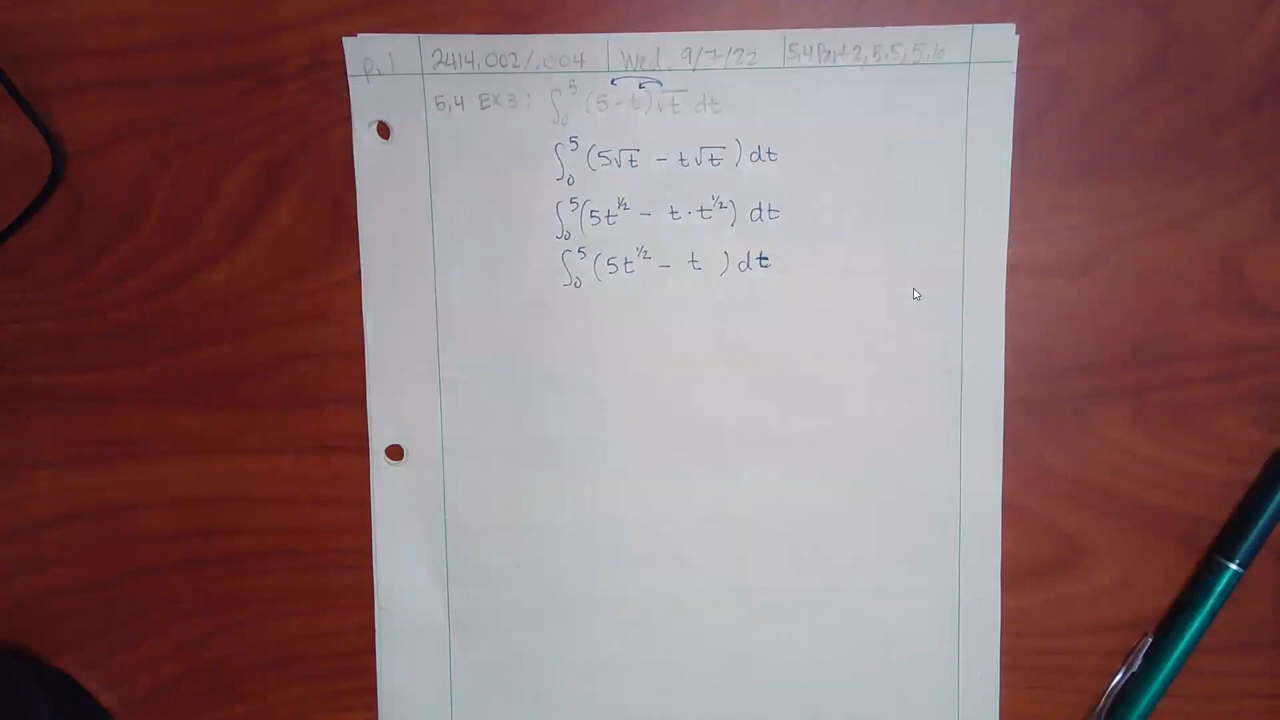 p. 1 2414.002/.004 Wed. 9/7/22 5.4 Part 2, 5.5, 5.6
5.4 EX 3: ∫₀⁵ (5-t)√t dt
∫₀⁵ (5√t - t√t) dt
∫₀⁵ (5t^½ - t·t^½) dt
∫₀⁵ (5t^½ - t ) dt